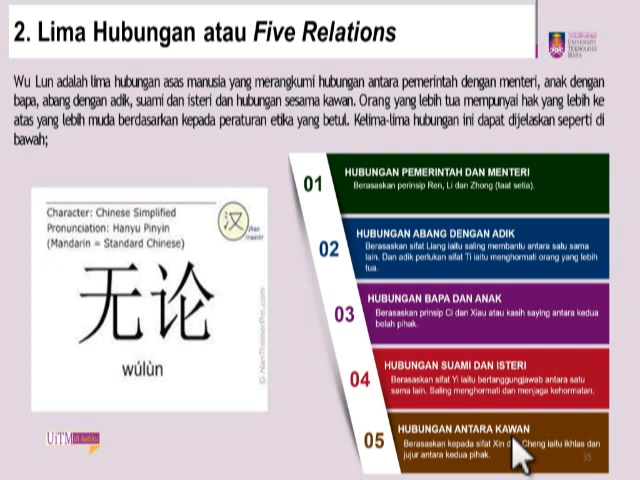 2. Lima Hubungan atau Five Relations
UNIVERSITI
TEKNOLOGI
MARA
Wu Lun adalah lima hubungan asas manusia yang merangkumi hubungan antara pemerintah dengan menteri, anak dengan
bapa, abang dengan adik, suami dan isteri dan hubungan sesama kawan. Orang yang lebih tua mempunyai hak yang lebih ke
atas yang lebih muda berdasarkan kepada peraturan etika yang betul. Kelima-lima hubungan ini dapat dijelaskan seperti di
bawah;
Character: Chinese Simplified
Pronunciation: Hanyu Pinyin
(Mandarin = Standard Chinese)
汉
无论
wúlùn
© HanTrainerPro.com
01
HUBUNGAN PEMERINTAH DAN MENTERI
Berasaskan perinsip Ren, Li dan Zhong (taat setia).
02
HUBUNGAN ABANG DENGAN ADIK
Berasaskan sifat Liang iaitu saling membantu antara satu sama
lain. Dan adik perlukan sifat Ti iaitu menghormati orang yang lebih
tua.
03
HUBUNGAN BAPA DAN ANAK
Berasaskan prinsip Ci dan Xiau atau kasih saying antara kedua
belah pihak.
04
HUBUNGAN SUAMI DAN ISTERI
Berasaskan sifat Yi iaitu bertanggungjawab antara satu
sama lain. Saling menghormati dan menjaga kehormatan.
05
HUBUNGAN ANTARA KAWAN
Berasaskan kepada sifat Xin d Cheng iaitu ikhlas dan
jujur antara kedua pihak.
35
UiTM di hatiku